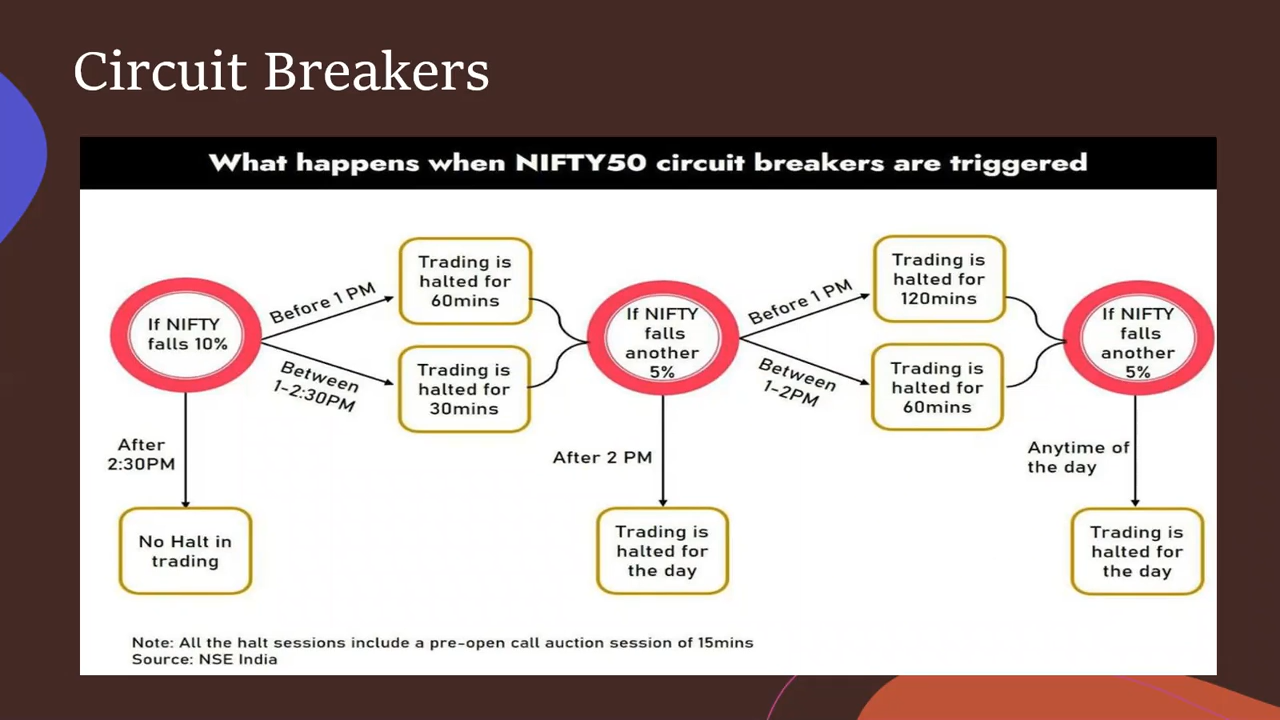 Circuit Breakers
What happens when NIFTY50 circuit breakers are triggered
If NIFTY
falls 10%
Before 1 PM
Trading is
halted for
60mins
Between
1-2:30PM
Trading is
halted for
30mins
After
2:30PM
No Halt in
trading
If NIFTY
falls
another
5%
Before 1 PM
Trading is
halted for
120mins
Between
1-2PM
Trading is
halted for
60mins
After 2 PM
Trading is
halted for
the day
If NIFTY
falls
another
5%
Anytime of
the day
Trading is
halted for
the day
Note: All the halt sessions include a pre-open call auction session of 15mins
Source: NSE India